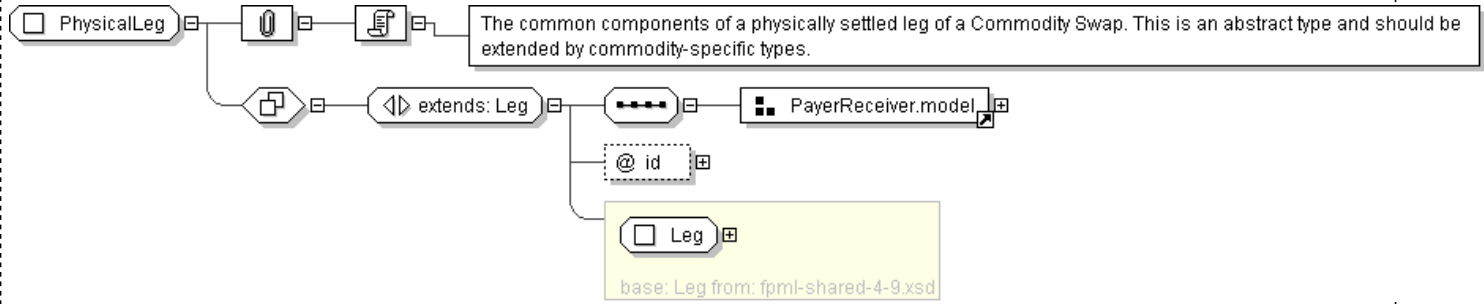 PhysicalLeg
The common components of a physically settled leg of a Commodity Swap. This is an abstract type and should be
extended by commodity-specific types.
extends: Leg
PayerReceiver.model
@ id
Leg
base: Leg from: fpml-shared-4-9.xsd